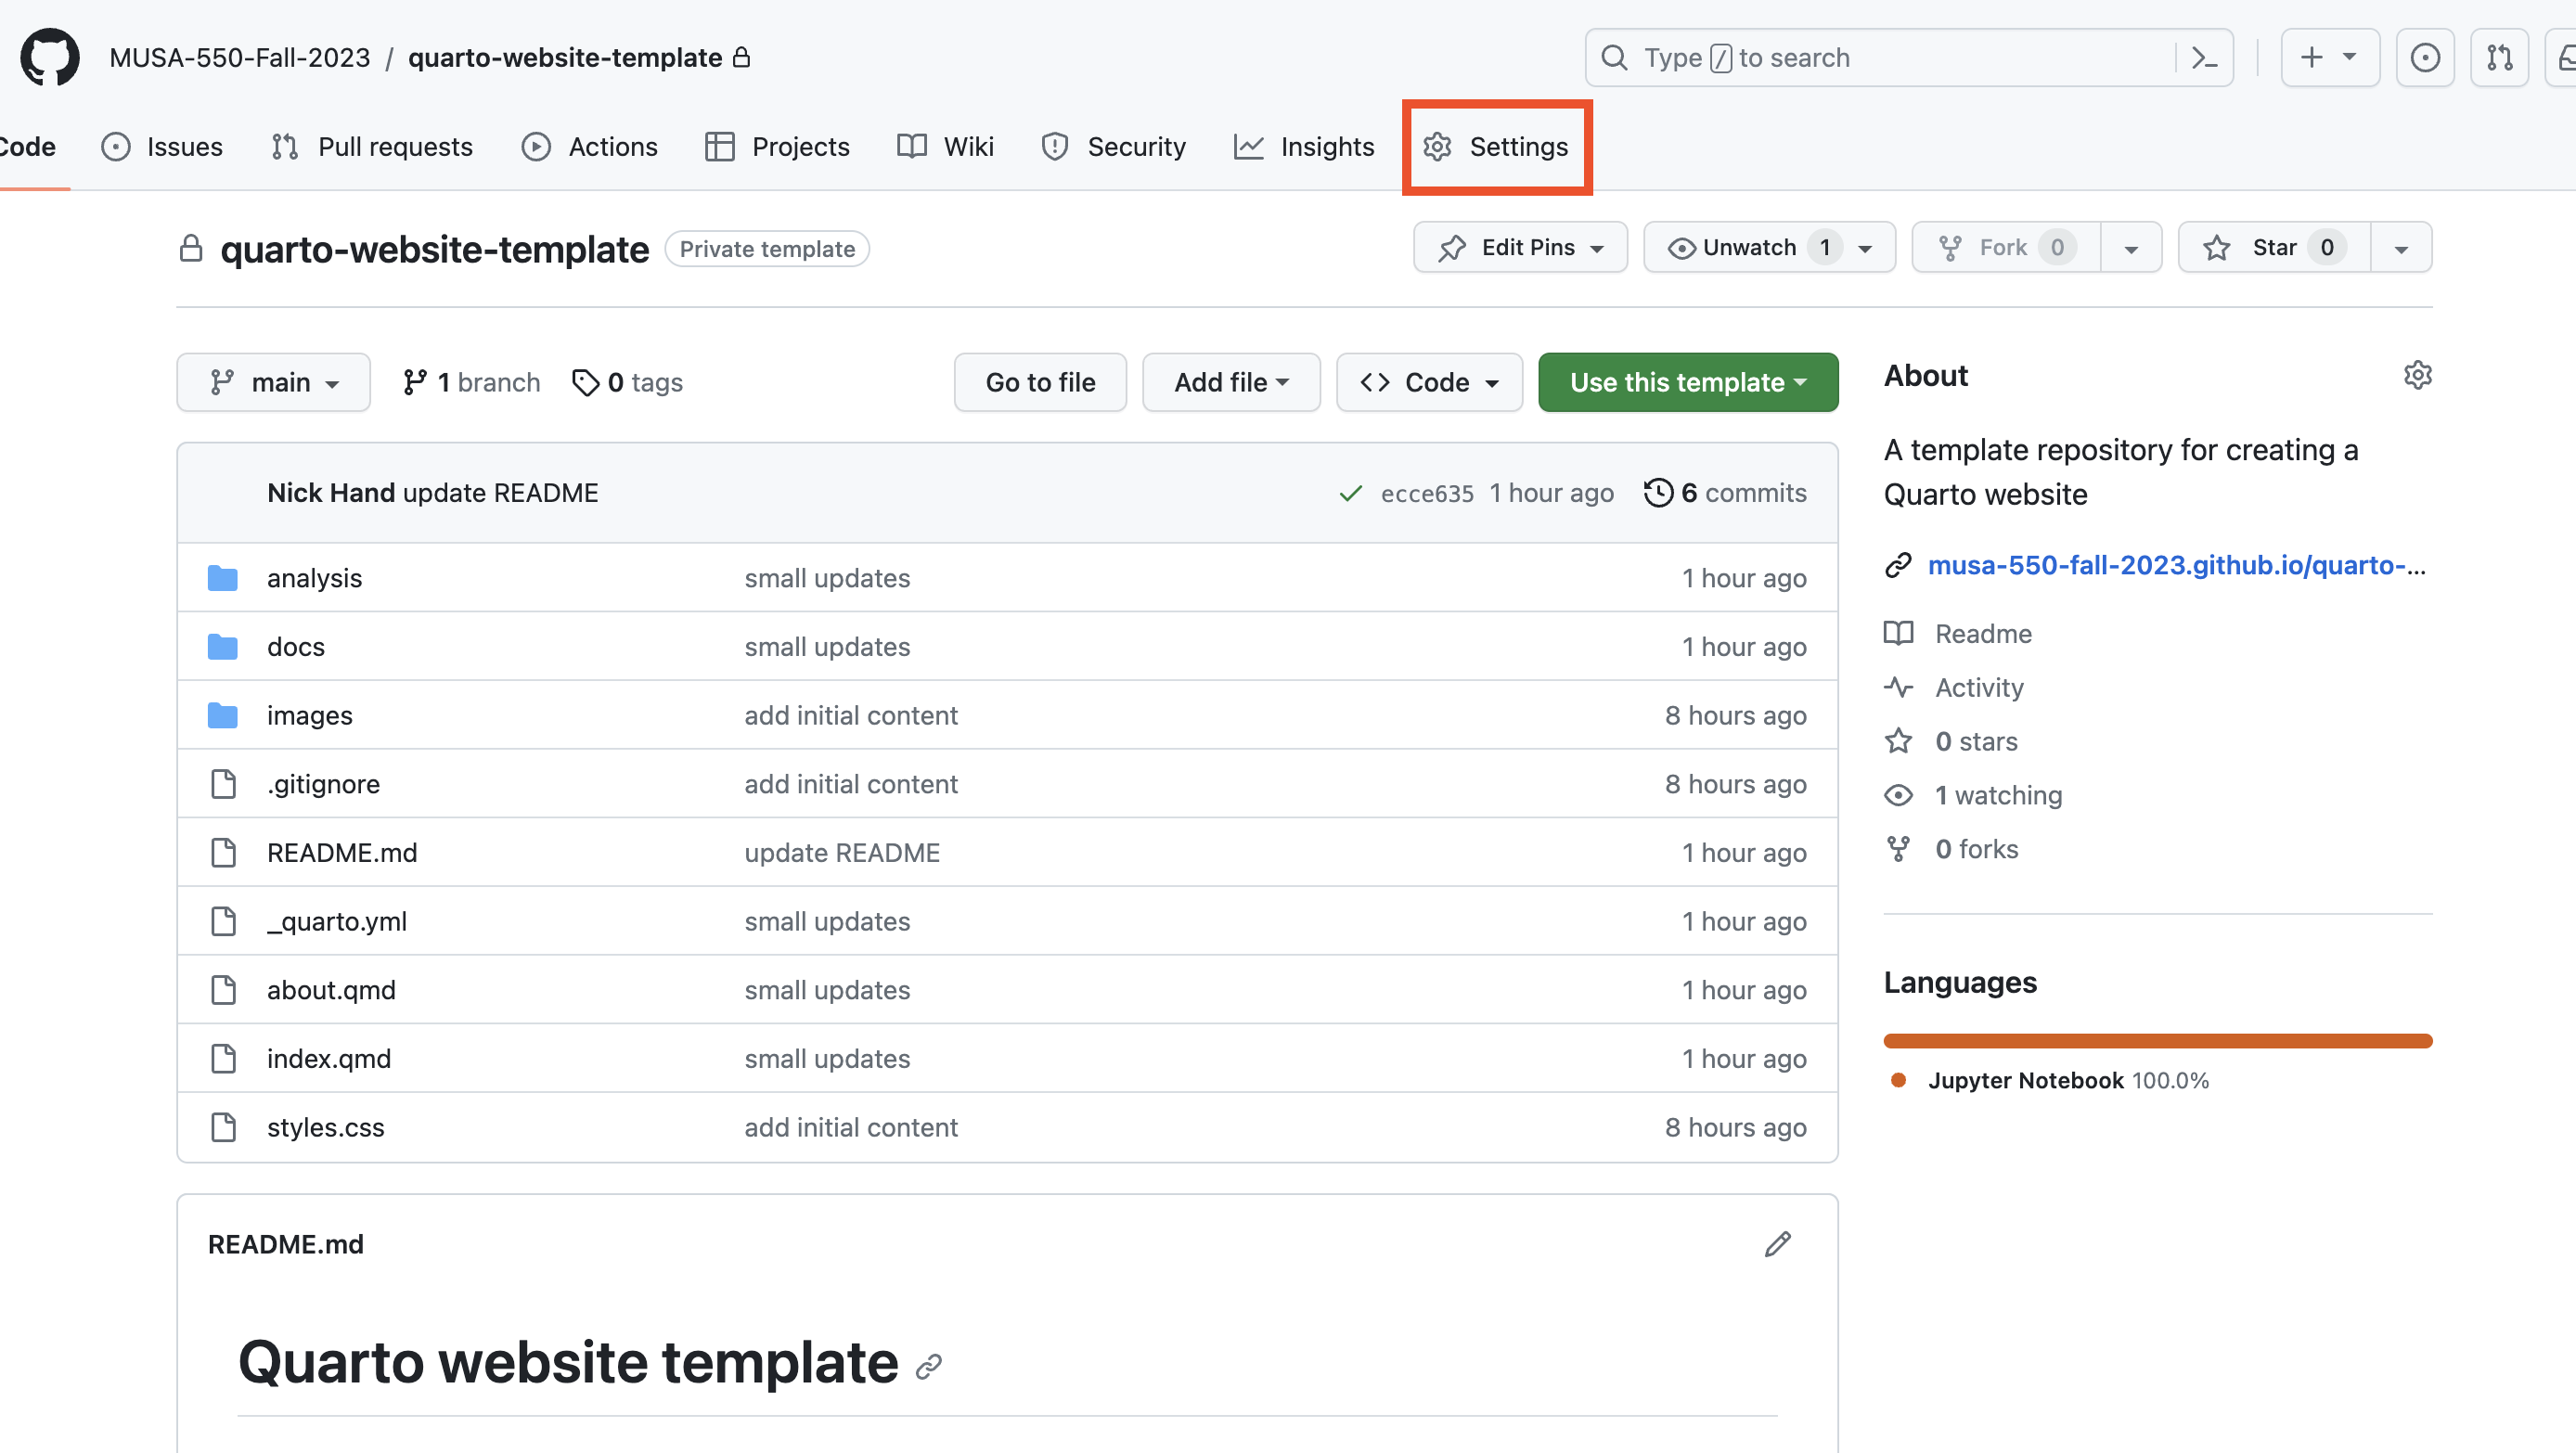 MUSA-550-Fall-2023 / quarto-website-template
Type / to search
Code Issues Pull requests Actions Projects Wiki Security Insights Settings
quarto-website-template Private template Edit Pins Unwatch 1 Fork 0 Star 0
main 1 branch 0 tags Go to file Add file <> Code Use this template
Nick Hand update README ecce635 1 hour ago 6 commits
analysis small updates 1 hour ago
docs small updates 1 hour ago
images add initial content 8 hours ago
.gitignore add initial content 8 hours ago
README.md update README 1 hour ago
_quarto.yml small updates 1 hour ago
about.qmd small updates 1 hour ago
index.qmd small updates 1 hour ago
styles.css add initial content 8 hours ago
README.md
Quarto website template
About
A template repository for creating a
Quarto website
musa-550-fall-2023.github.io/quarto-...
Readme
Activity
0 stars
1 watching
0 forks
Languages
Jupyter Notebook 100.0%